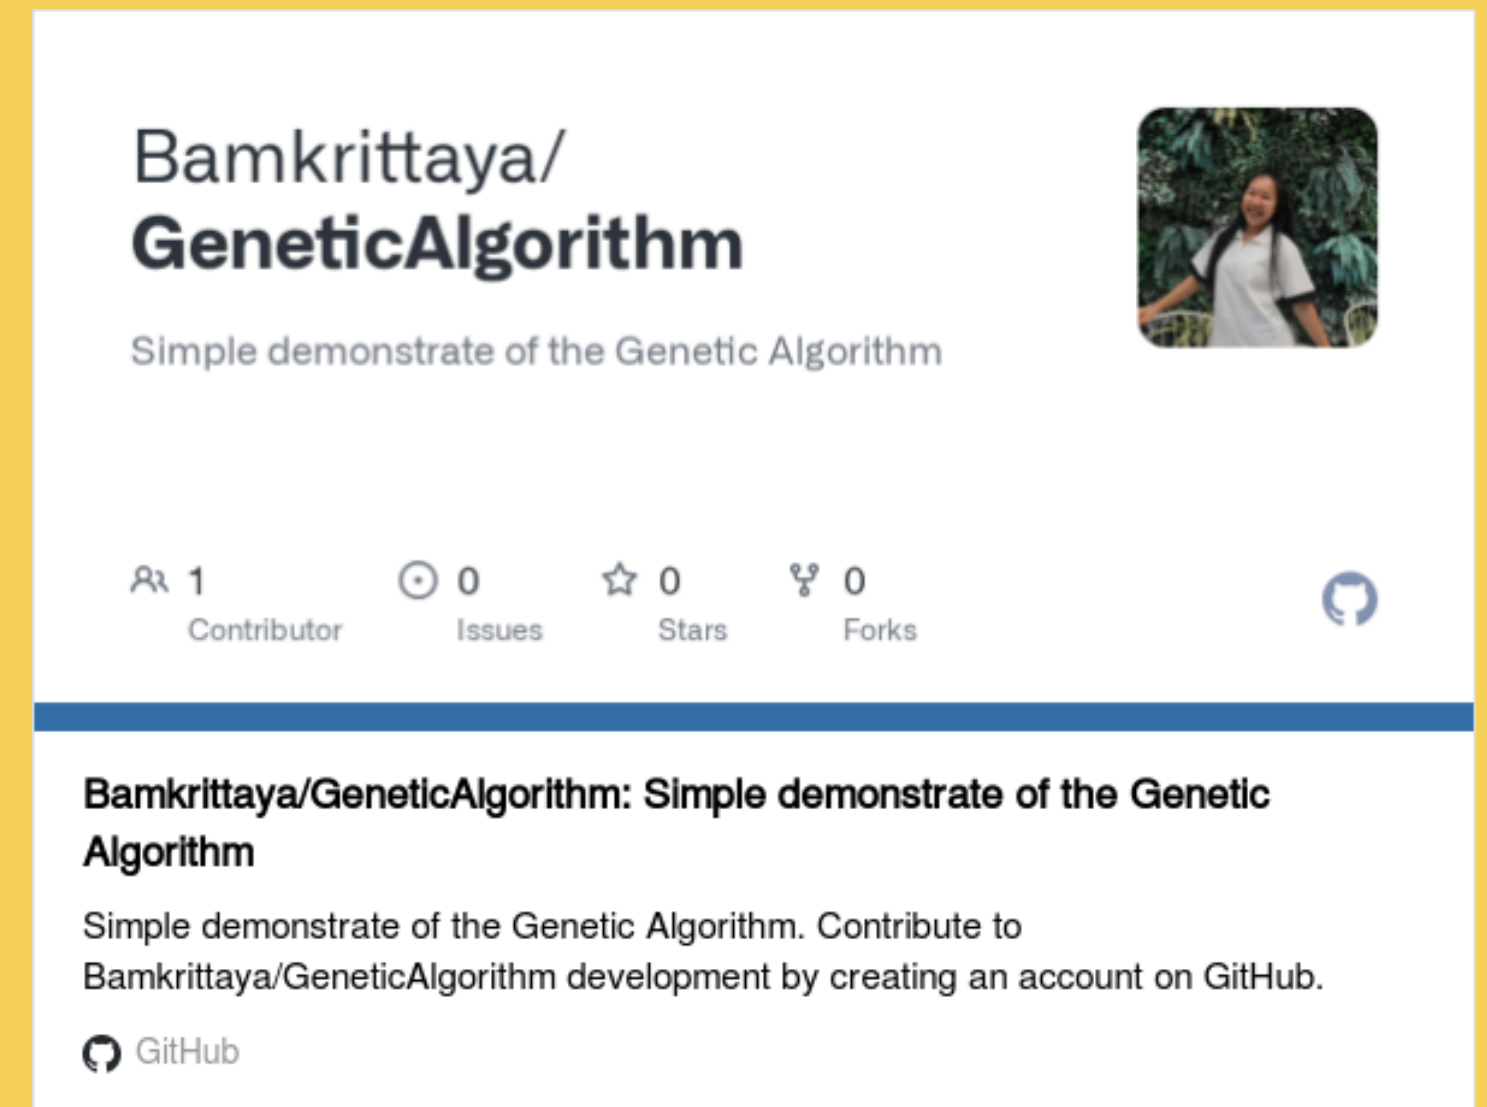 Bamkrittaya/
GeneticAlgorithm
Simple demonstrate of the Genetic Algorithm
1 0 0 0
Contributor Issues Stars Forks
Bamkrittaya/GeneticAlgorithm: Simple demonstrate of the Genetic
Algorithm
Simple demonstrate of the Genetic Algorithm. Contribute to
Bamkrittaya/GeneticAlgorithm development by creating an account on GitHub.
GitHub